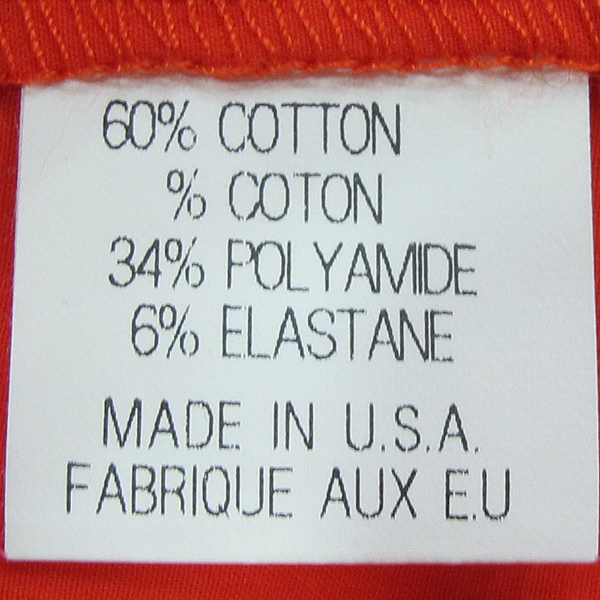 60% COTTON
% COTON
34% POLYAMIDE
6% ELASTANE
MADE IN U.S.A.
FABRIQUE AUX E.U